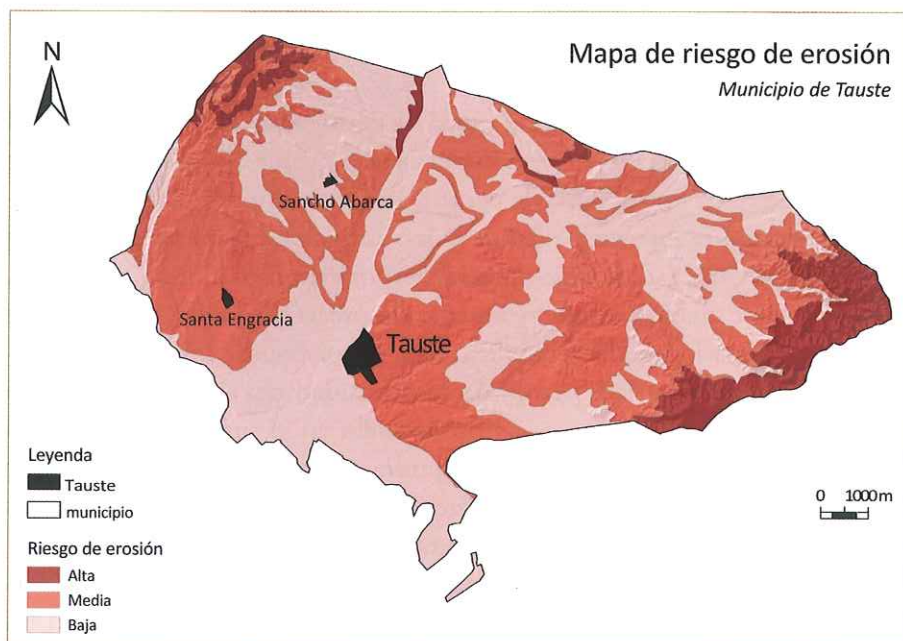 Mapa de riesgo de erosión
Municipio de Tauste
N
Sancho Abarca
Santa Engracia
Tauste
Leyenda
Tauste
municipio
Riesgo de erosión
Alta
Media
Baja
0 1000 m